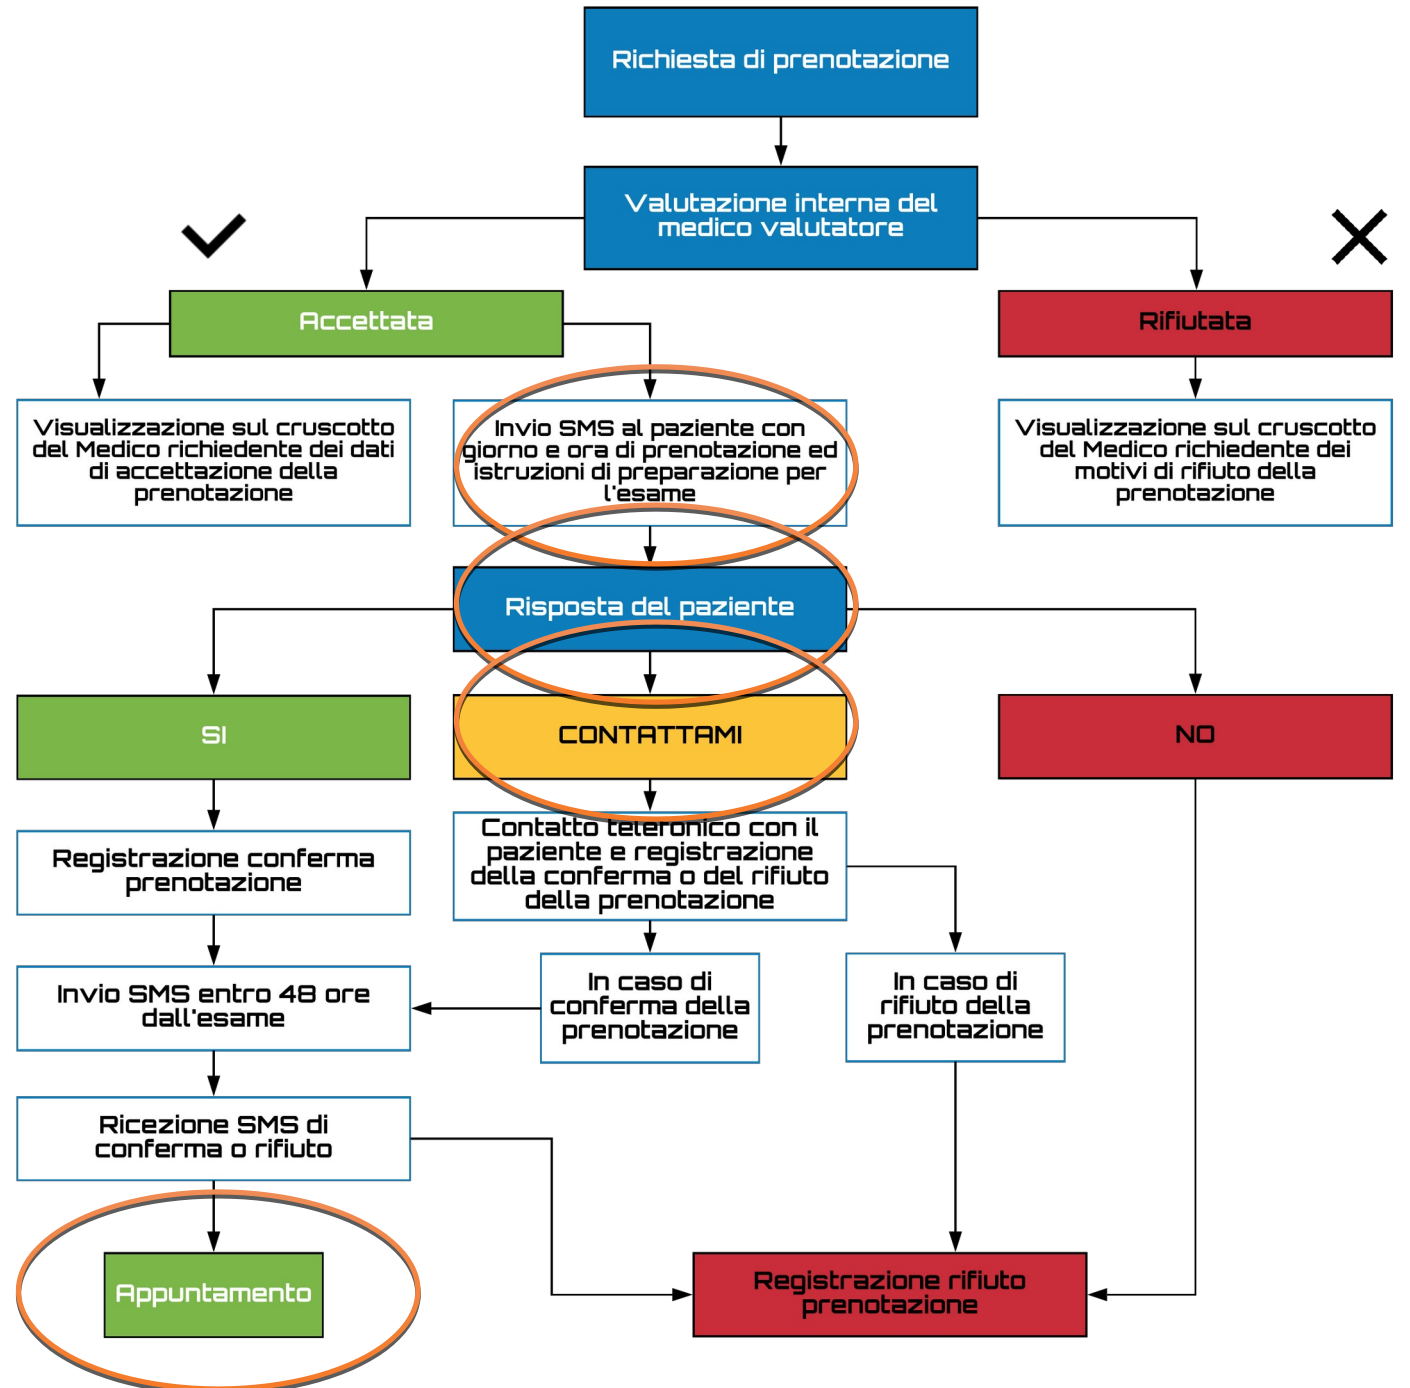 Richiesta di prenotazione
Valutazione interna del
medico valutatore
Accettata
Rifiutata
Visualizzazione sul cruscotto
del Medico richiedente dei dati
di accettazione della
prenotazione
Invio SMS al paziente con
giorno e ora di prenotazione ed
istruzioni di preparazione per
l'esame
Visualizzazione sul cruscotto
del Medico richiedente dei
motivi di rifiuto della
prenotazione
Risposta del paziente
SI
CONTATTAMI
NO
Registrazione conferma
prenotazione
Contatto telefonico con il
paziente e registrazione
della conferma o del rifiuto
della prenotazione
Invio SMS entro 48 ore
dall'esame
In caso di
conferma della
prenotazione
In caso di
rifiuto della
prenotazione
Ricezione SMS di
conferma o rifiuto
Appuntamento
Registrazione rifiuto
prenotazione